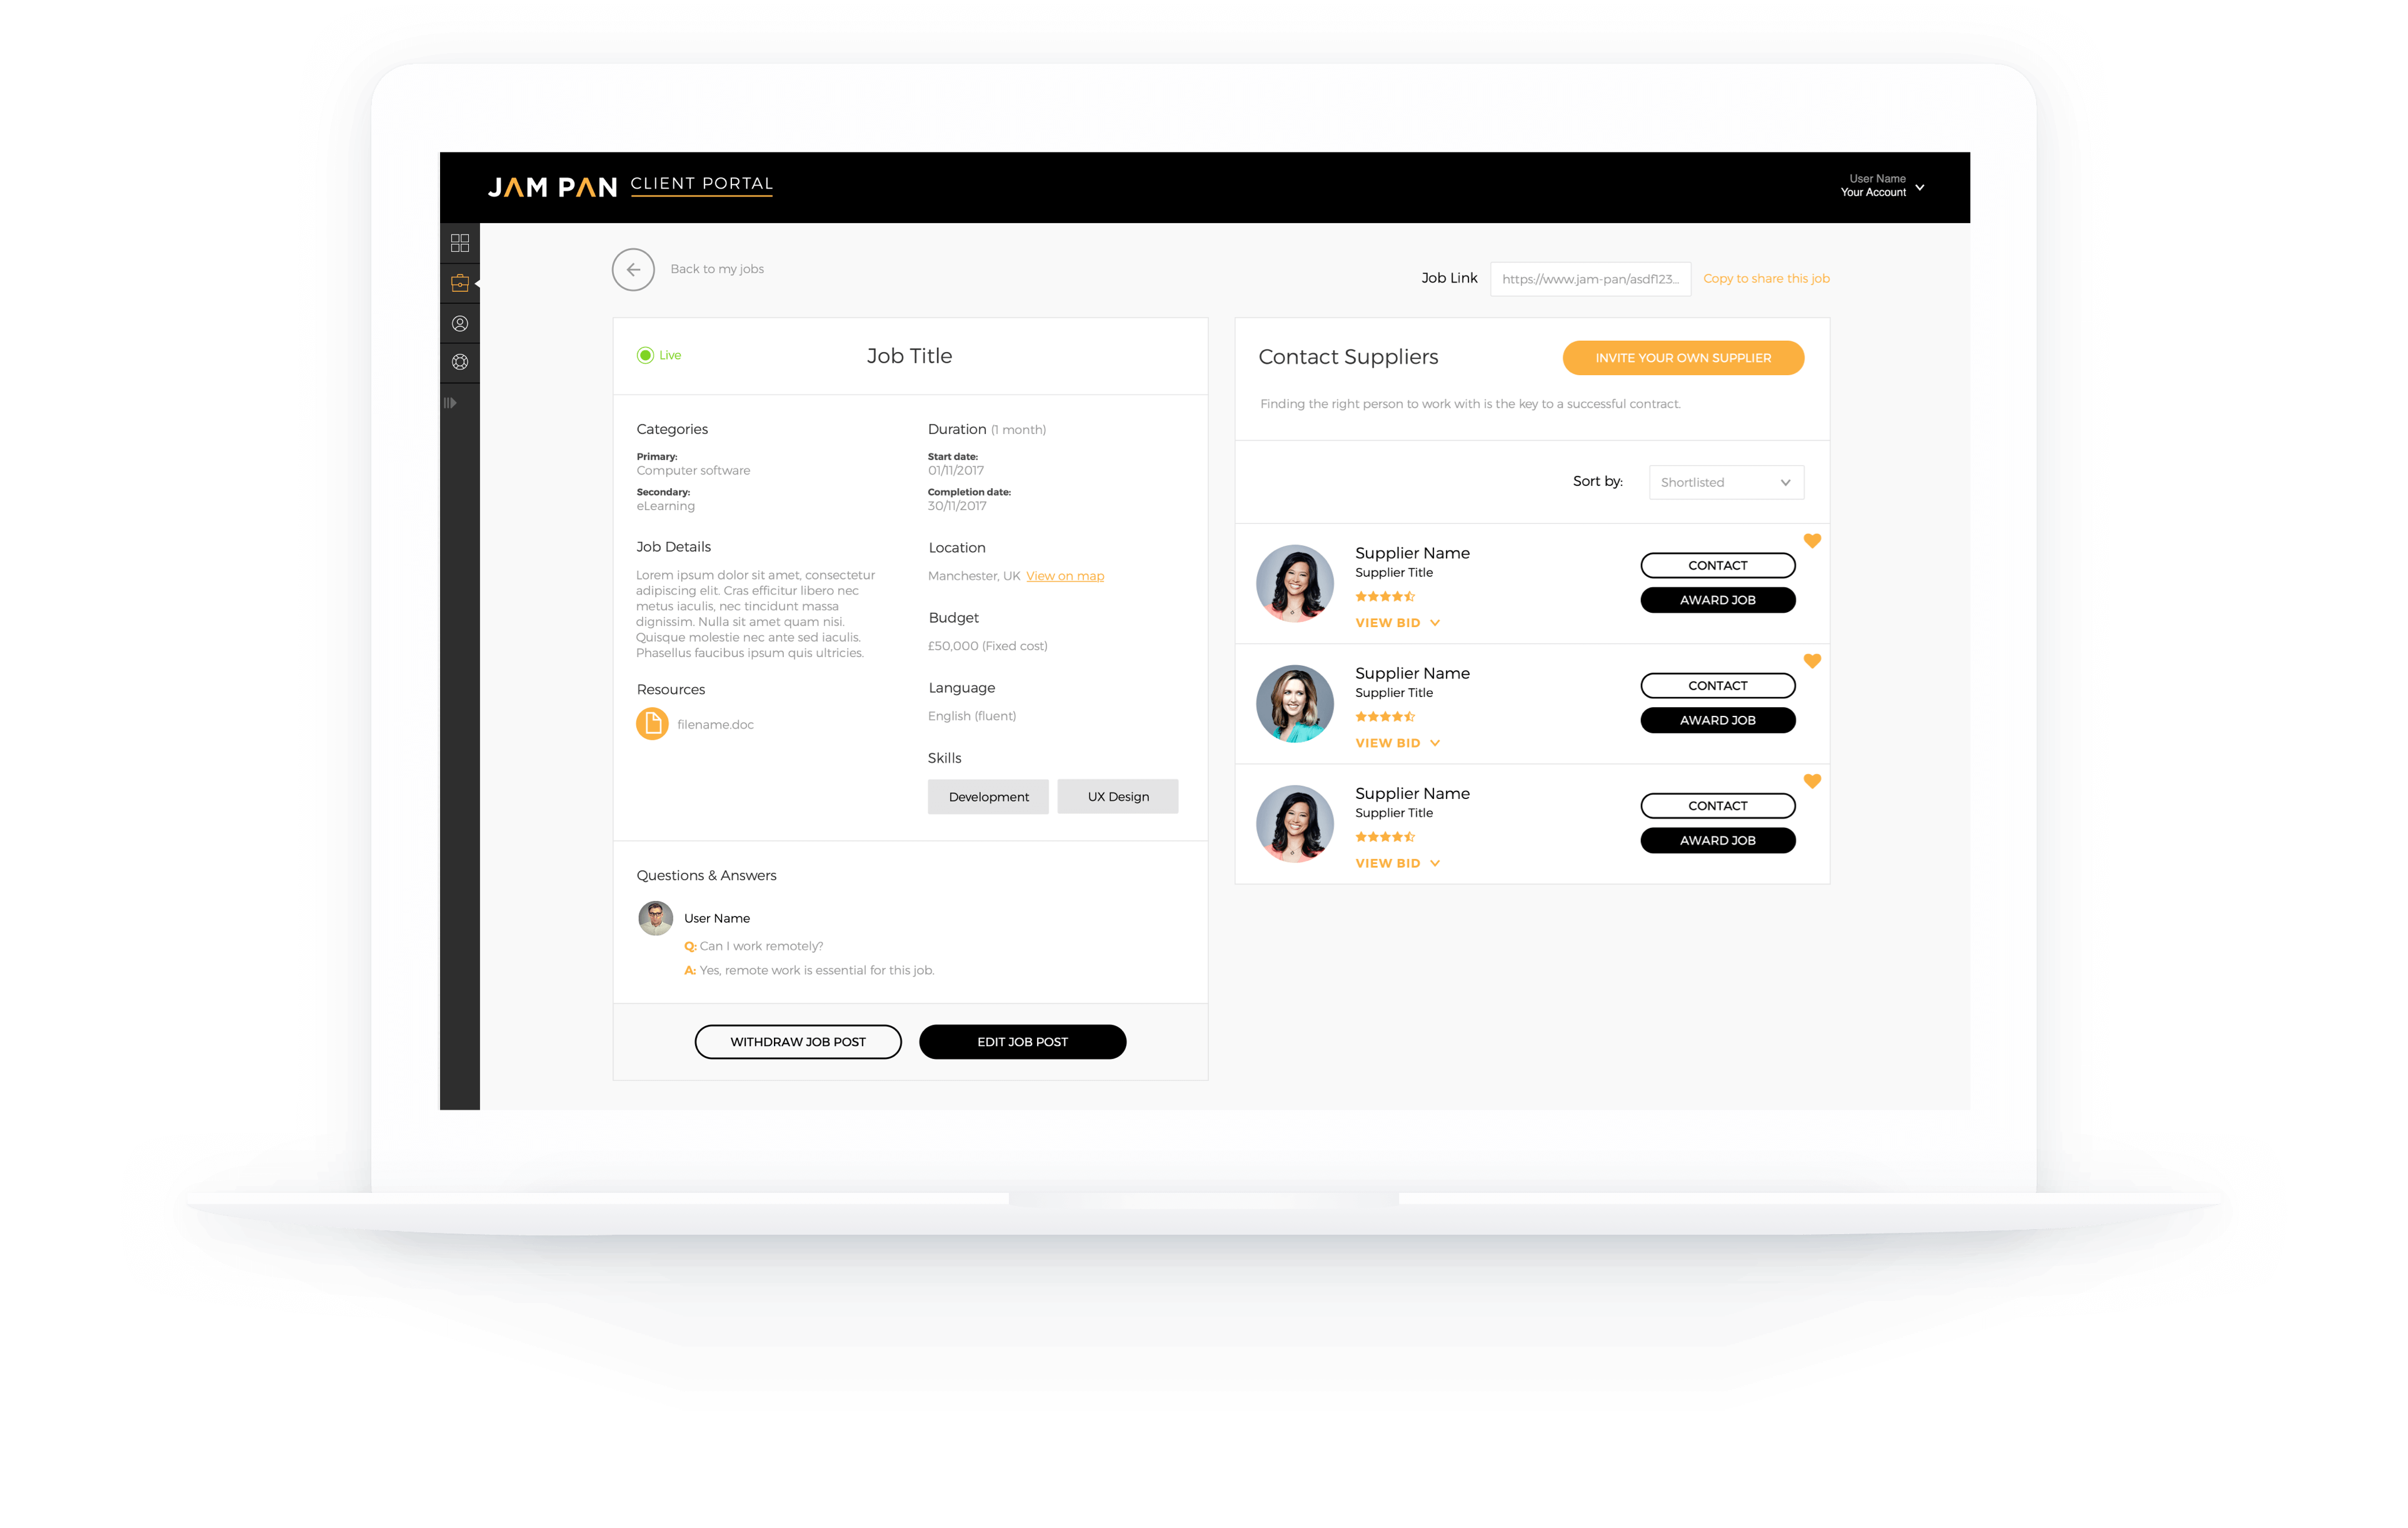 JAM PAN CLIENT PORTAL
User Name
Your Account
Back to my jobs
Job Link
https://www.jam-pan/asdf123...
Copy to share this job
Live
Job Title
Categories
Primary:
Computer software
Secondary:
eLearning
Job Details
Lorem ipsum dolor sit amet, consectetur
adipiscing elit. Cras efficitur libero nec
metus iaculis, nec tincidunt massa
dignissim. Nulla sit amet quam nisi.
Quisque molestie nec ante sed iaculis.
Phasellus faucibus ipsum quis ultricies.
Resources
filename.doc
Duration (1 month)
Start date:
01/11/2017
Completion date:
30/11/2017
Location
Manchester, UK View on map
Budget
£50,000 (Fixed cost)
Language
English (fluent)
Skills
Development
UX Design
Questions & Answers
User Name
Q: Can I work remotely?
A: Yes, remote work is essential for this job.
WITHDRAW JOB POST
EDIT JOB POST
Contact Suppliers
INVITE YOUR OWN SUPPLIER
Finding the right person to work with is the key to a successful contract.
Sort by:
Shortlisted
Supplier Name
Supplier Title
VIEW BID
CONTACT
AWARD JOB
Supplier Name
Supplier Title
VIEW BID
CONTACT
AWARD JOB
Supplier Name
Supplier Title
VIEW BID
CONTACT
AWARD JOB